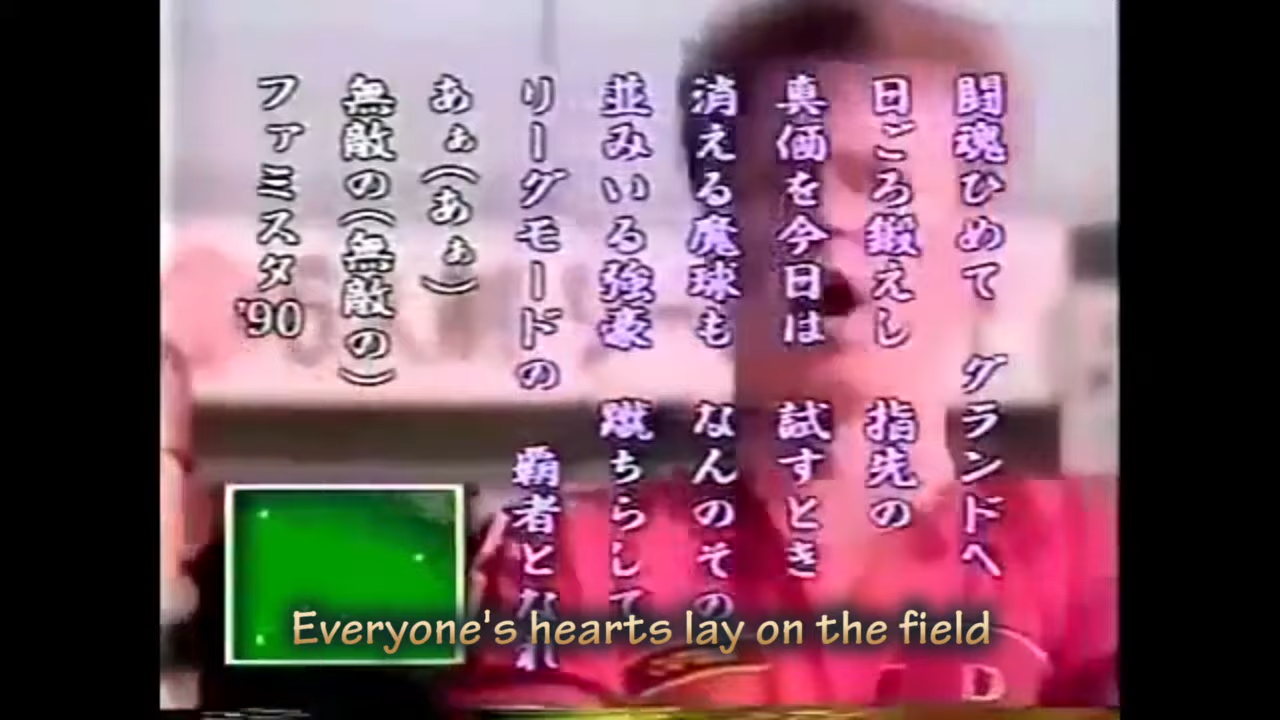 闘魂ひめて グランドへ
日ごろ鍛えし 指先の
真価を今日は 試すとき
消える魔球も なんのその
並みいる強豪 蹴ちらして
リーグモードの 覇者となれ
あぁ(あぁ)
無敵の(無敵の)
ファミスタ'90
Everyone's hearts lay on the field
D